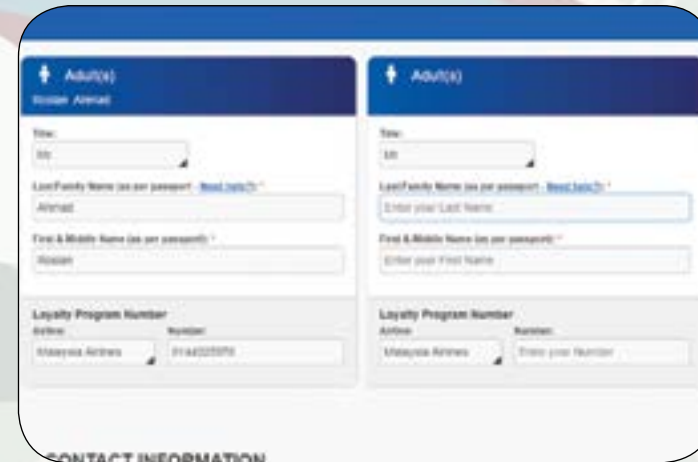 Adult(s)
Roslan Ahmad
Title:
Mr
Last/Family Name (as per passport - Need help?): *
Ahmad
First & Middle Name (as per passport): *
Roslan
Loyalty Program Number
Airline: Number:
Malaysia Airlines
Adult(s)
Title:
Mr
Last/Family Name (as per passport - Need help?): *
Enter your Last Name
First & Middle Name (as per passport): *
Enter your First Name
Loyalty Program Number
Airline: Number:
Malaysia Airlines Enter your Number
CONTACT INFORMATION